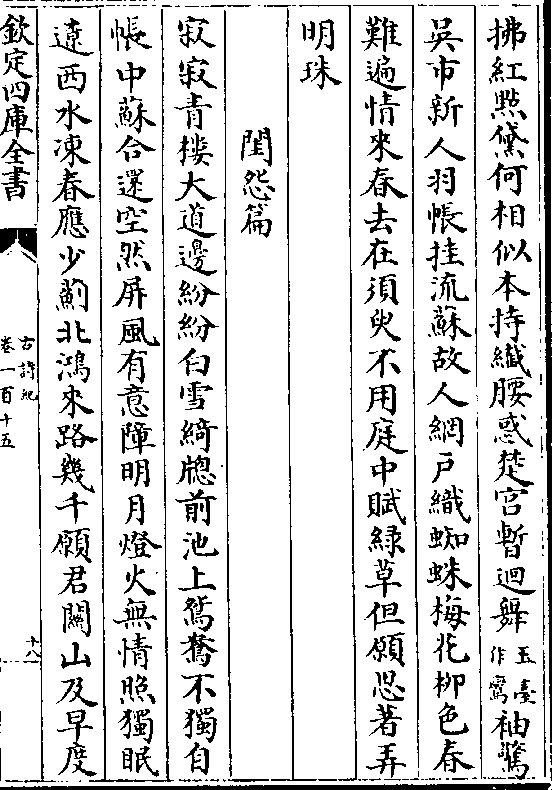 拂紅㸃黛何相似本持纎腰惑楚宫暫迴舞玉臺作鸞袖驚
吳市新人羽帳挂流蘇故人網戸織蜘蛛梅花柳色春
難遍情來春去在須臾不用庭中賦緑草但願思著弄
明珠
閨怨篇
寂寂青樓大道邊紛紛白雪綺牕前池上鴛鴦不獨自
帳中蘇合還空然屏風有意障明月燈火無情照獨眠
遼西水凍春應少薊北鴻來路幾千願君關山及早度
欽定四庫全書
古詩紀
卷一百十五
十八